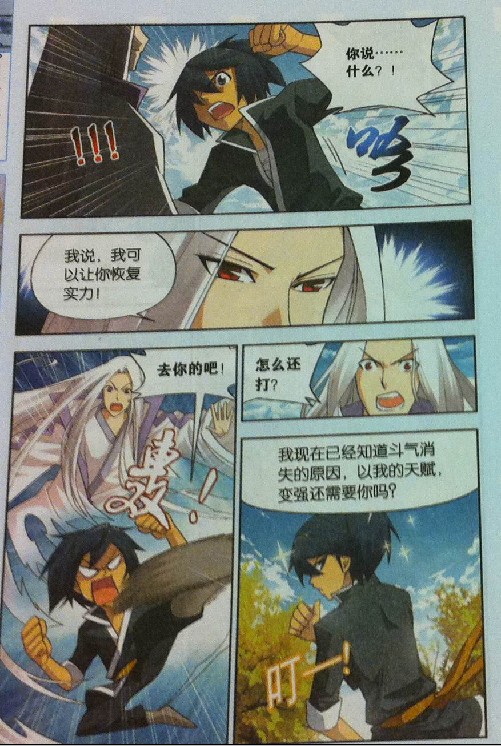 你说……
什么？！
！！！
我说，我可
以让你恢复
实力！
去你的吧！
怎么还
打？
我现在已经知道斗气消
失的原因，以我的天赋，
变强还需要你吗？
叮一！